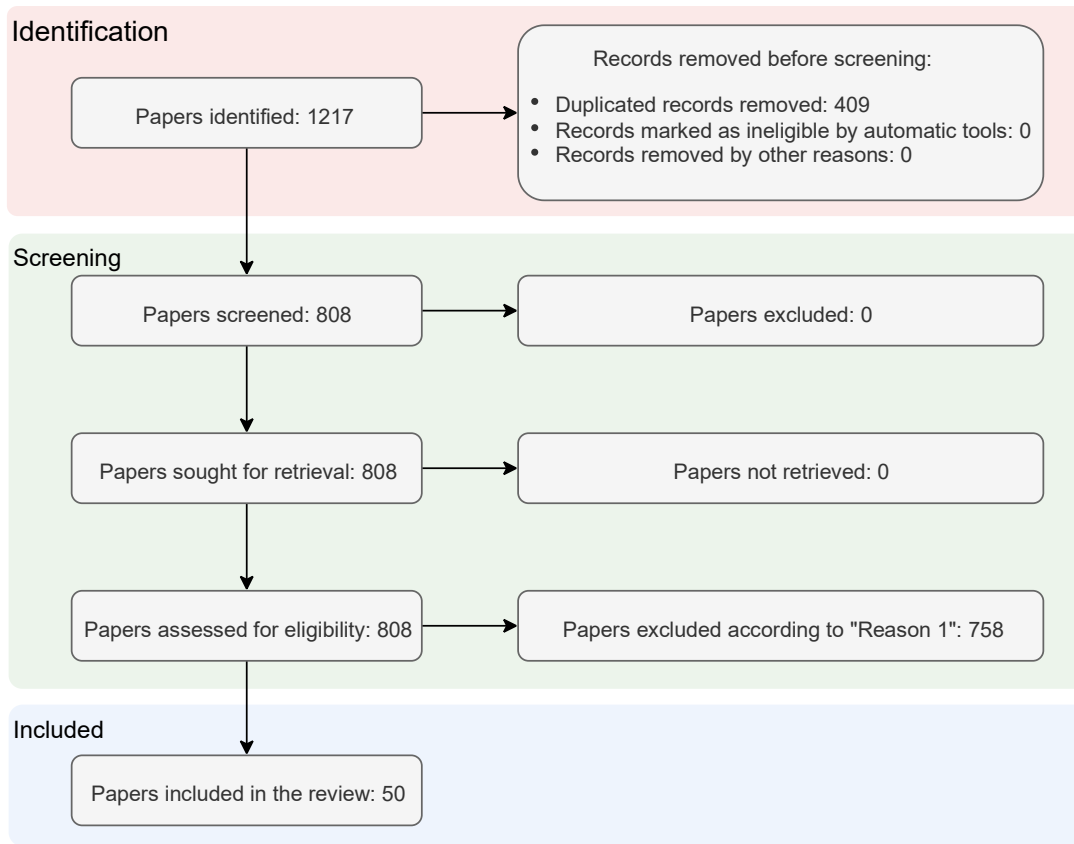 Identification
Papers identified: 1217
Records removed before screening:
• Duplicated records removed: 409
• Records marked as ineligible by automatic tools: 0
• Records removed by other reasons: 0
Screening
Papers screened: 808
Papers excluded: 0
Papers sought for retrieval: 808
Papers not retrieved: 0
Papers assessed for eligibility: 808
Papers excluded according to "Reason 1": 758
Included
Papers included in the review: 50